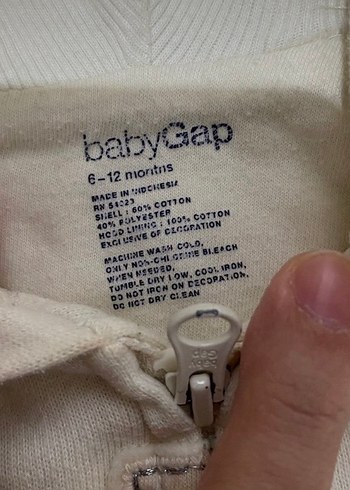 babyGap
6-12 months
MADE IN INDONESIA
RN 54023
SHELL : 60% COTTON
40% POLYESTER
HOOD LINING : 100% COTTON
EXCLUSIVE OF DECORATION
MACHINE WASH COLD,
ONLY NON-CHLORINE BLEACH
WHEN NEEDED,
TUMBLE DRY LOW, COOL IRON,
DO NOT IRON ON DECORATION,
DO NOT DRY CLEAN